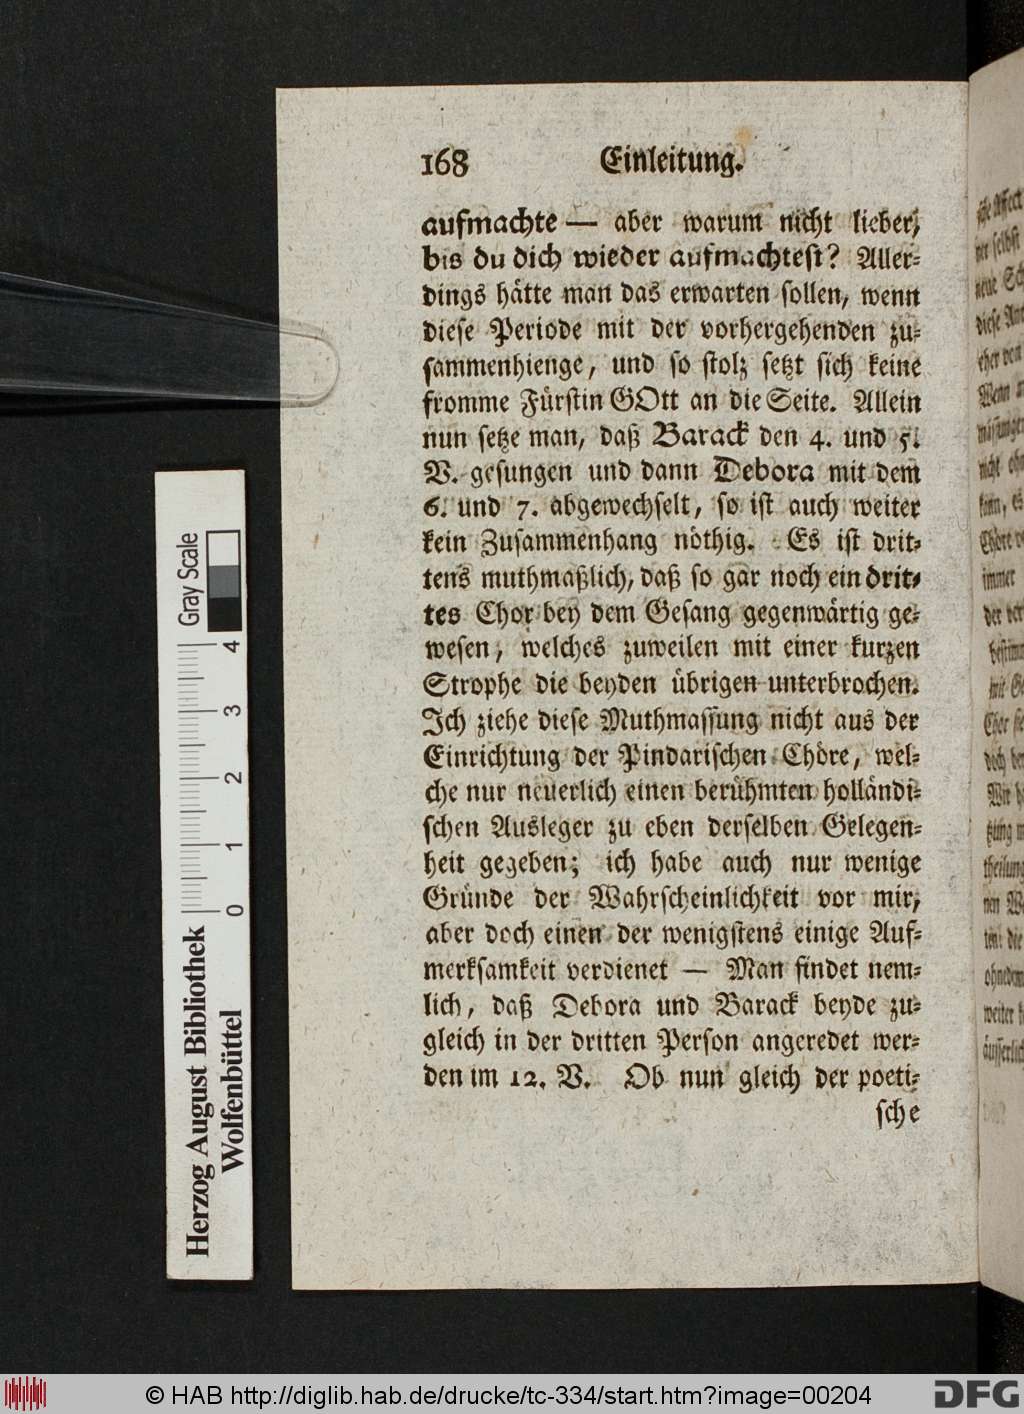 168 Einleitung.
aufmachte — aber warum nicht lieber,
bis du dich wieder aufmachtest? Aller-
dings hätte man das erwarten sollen, wenn
diese Periode mit der vorhergehenden zu-
sammenhienge, und so stolz setzt sich keine
fromme Fürstin GOtt an die Seite. Allein
nun setze man, daß Barack den 4. und 5.
V. gesungen und dann Debora mit dem
6. und 7. abgewechselt, so ist auch weiter
kein Zusammenhang nöthig. Es ist drit-
tens muthmaßlich, daß so gar noch ein drit-
tes Chor bey dem Gesang gegenwärtig ge-
wesen, welches zuweilen mit einer kurzen
Strophe die beyden übrigen unterbrochen.
Ich ziehe diese Muthmassung nicht aus der
Einrichtung der Pindarischen Chöre, wel-
che nur neuerlich einen berühmten holländi-
schen Ausleger zu eben derselben Gelegen-
heit gegeben; ich habe auch nur wenige
Gründe der Wahrscheinlichkeit vor mir,
aber doch einen der wenigstens einige Auf-
merksamkeit verdienet — Man findet nem-
lich, daß Debora und Barack beyde zu-
gleich in der dritten Person angeredet wer-
den im 12. V. Ob nun gleich der poeti-
sche
Gray Scale
0 1 2 3 4
Herzog August Bibliothek
Wolfenbüttel
© HAB http://diglib.hab.de/drucke/tc-334/start.htm?image=00204
DFG